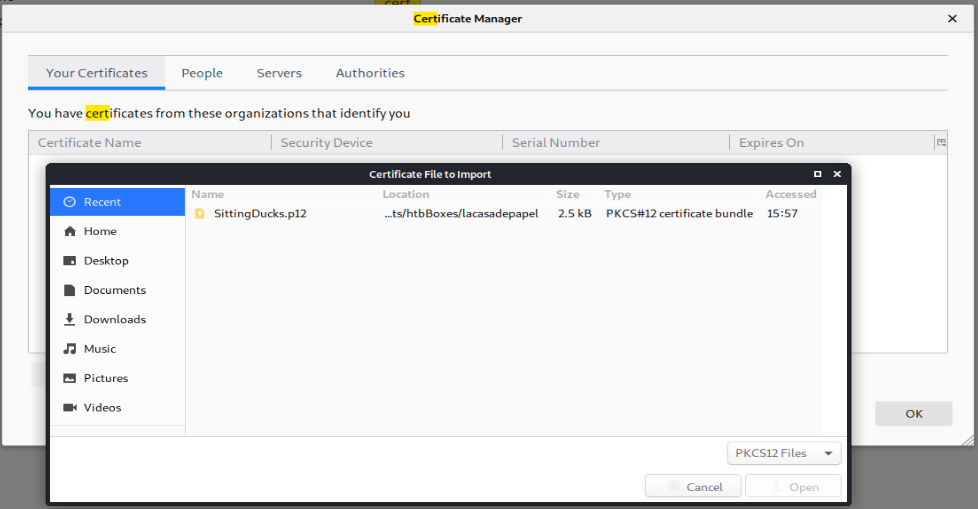 cert
Certificate Manager
Your Certificates People Servers Authorities
You have certificates from these organizations that identify you
Certificate Name Security Device Serial Number Expires On
Certificate File to Import
Recent
Home
Desktop
Documents
Downloads
Music
Pictures
Videos
Name Location Size Type Accessed
SittingDucks.p12 ...ts/htbBoxes/lacasadepapel 2.5 kB PKCS#12 certificate bundle 15:57
PKCS12 Files
Cancel Open
OK